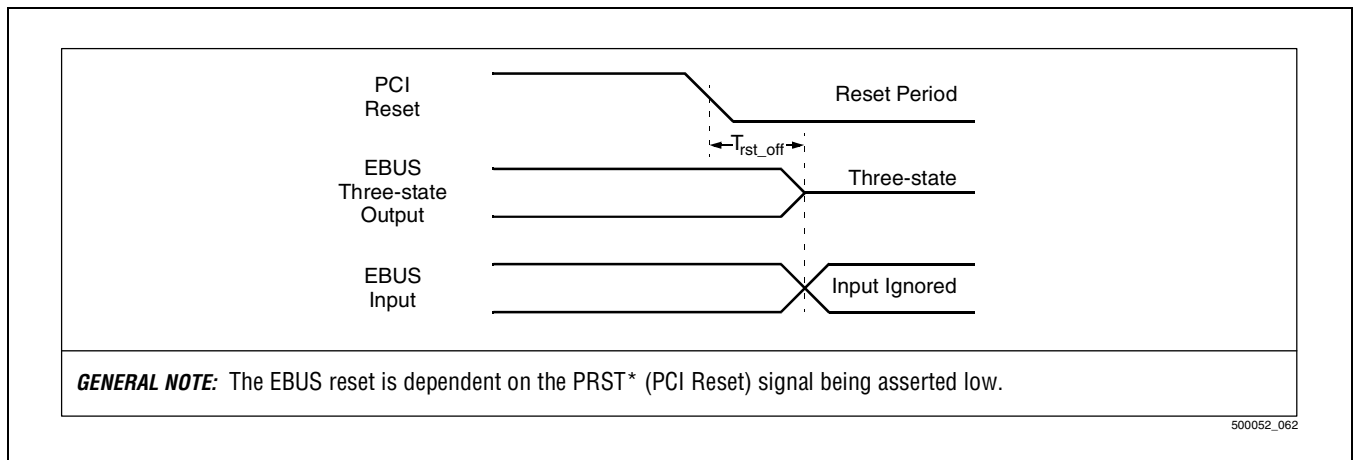 PCI
Reset
Reset Period
Trst_off
EBUS
Three-state
Output
Three-state
EBUS
Input
Input Ignored
GENERAL NOTE: The EBUS reset is dependent on the PRST* (PCI Reset) signal being asserted low.
500052_062